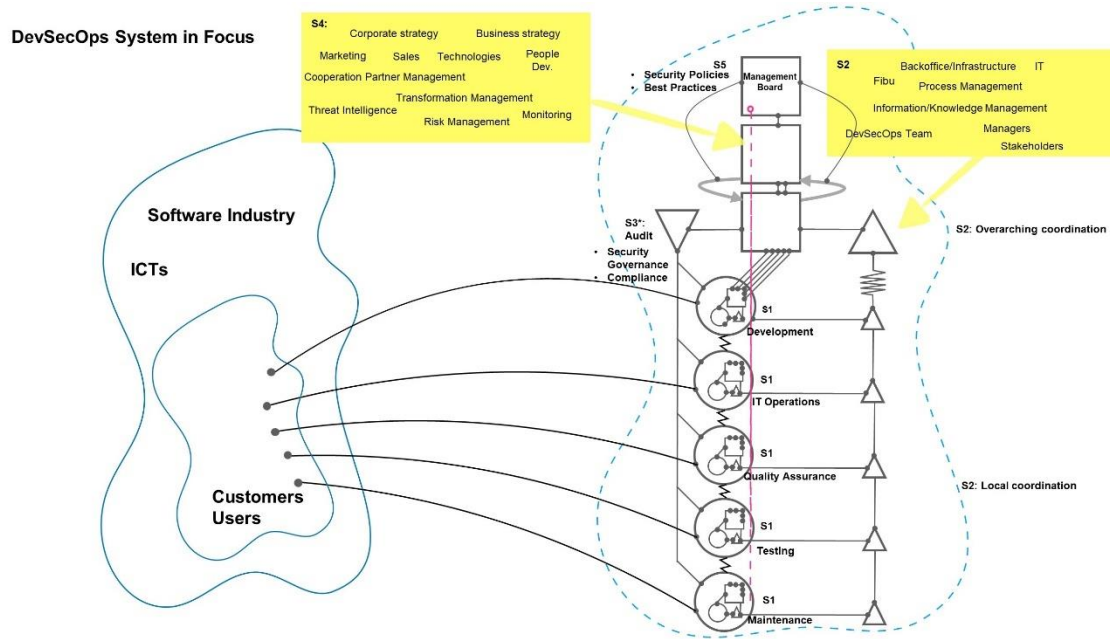 DevSecOps System in Focus
S4:
Corporate strategy
Business strategy
Marketing
Sales
Technologies
People
Dev.
Cooperation Partner Management
Transformation Management
Threat Intelligence
Risk Management
Monitoring
S5
Management
Board
• Security Policies
• Best Practices
S2
Backoffice/Infrastructure
IT
Fibu
Process Management
Information/Knowledge Management
DevSecOps Team
Managers
Stakeholders
Software Industry
ICTs
Customers
Users
S3*:
Audit
• Security
Governance
• Compliance
S2: Overarching coordination
S1
Development
S1
IT Operations
S1
Quality Assurance
S2: Local coordination
S1
Testing
S1
Maintenance